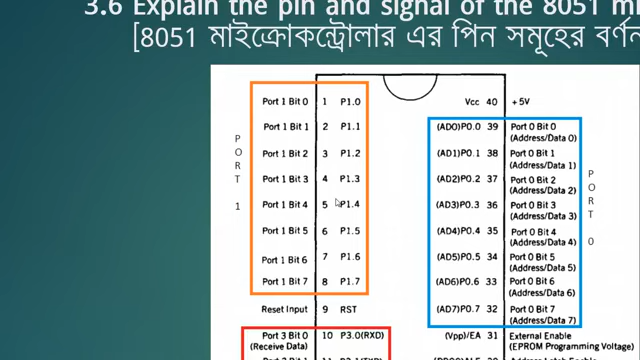 3.6 Explain the pin and signal of the 8051 mi
[8051 মাইক্রোকন্ট্রোলার এর পিন সমূহের বর্ণন
Port 1 Bit 0 1 P1.0 Vcc 40 + 5V
Port 1 Bit 1 2 P1.1 (AD0)P0.0 39 Port 0 Bit 0
(Address/Data 0)
Port 1 Bit 2 3 P1.2 (AD1)P0.1 38 Port 0 Bit 1
(Address/Data 1)
Port 1 Bit 3 4 P1.3 (AD2)P0.2 37 Port 0 Bit 2
(Address/Data 2)
Port 1 Bit 4 5 P1.4 (AD3)P0.3 36 Port 0 Bit 3
(Address/Data 3)
Port 1 Bit 5 6 P1.5 (AD4)P0.4 35 Port 0 Bit 4
(Address/Data 4)
Port 1 Bit 6 7 P1.6 (AD5)P0.5 34 Port 0 Bit 5
(Address/Data 5)
Port 1 Bit 7 8 P1.7 (AD6)P0.6 33 Port 0 Bit 6
(Address/Data 6)
Reset Input 9 RST (AD7)P0.7 32 Port 0 Bit 7
(Address/Data 7)
Port 3 Bit 0 10 P3.0(RXD) (Vpp)/EA 31 External Enable
(Receive Data) (EPROM Programming Voltage)
PORT 1
PORT 0